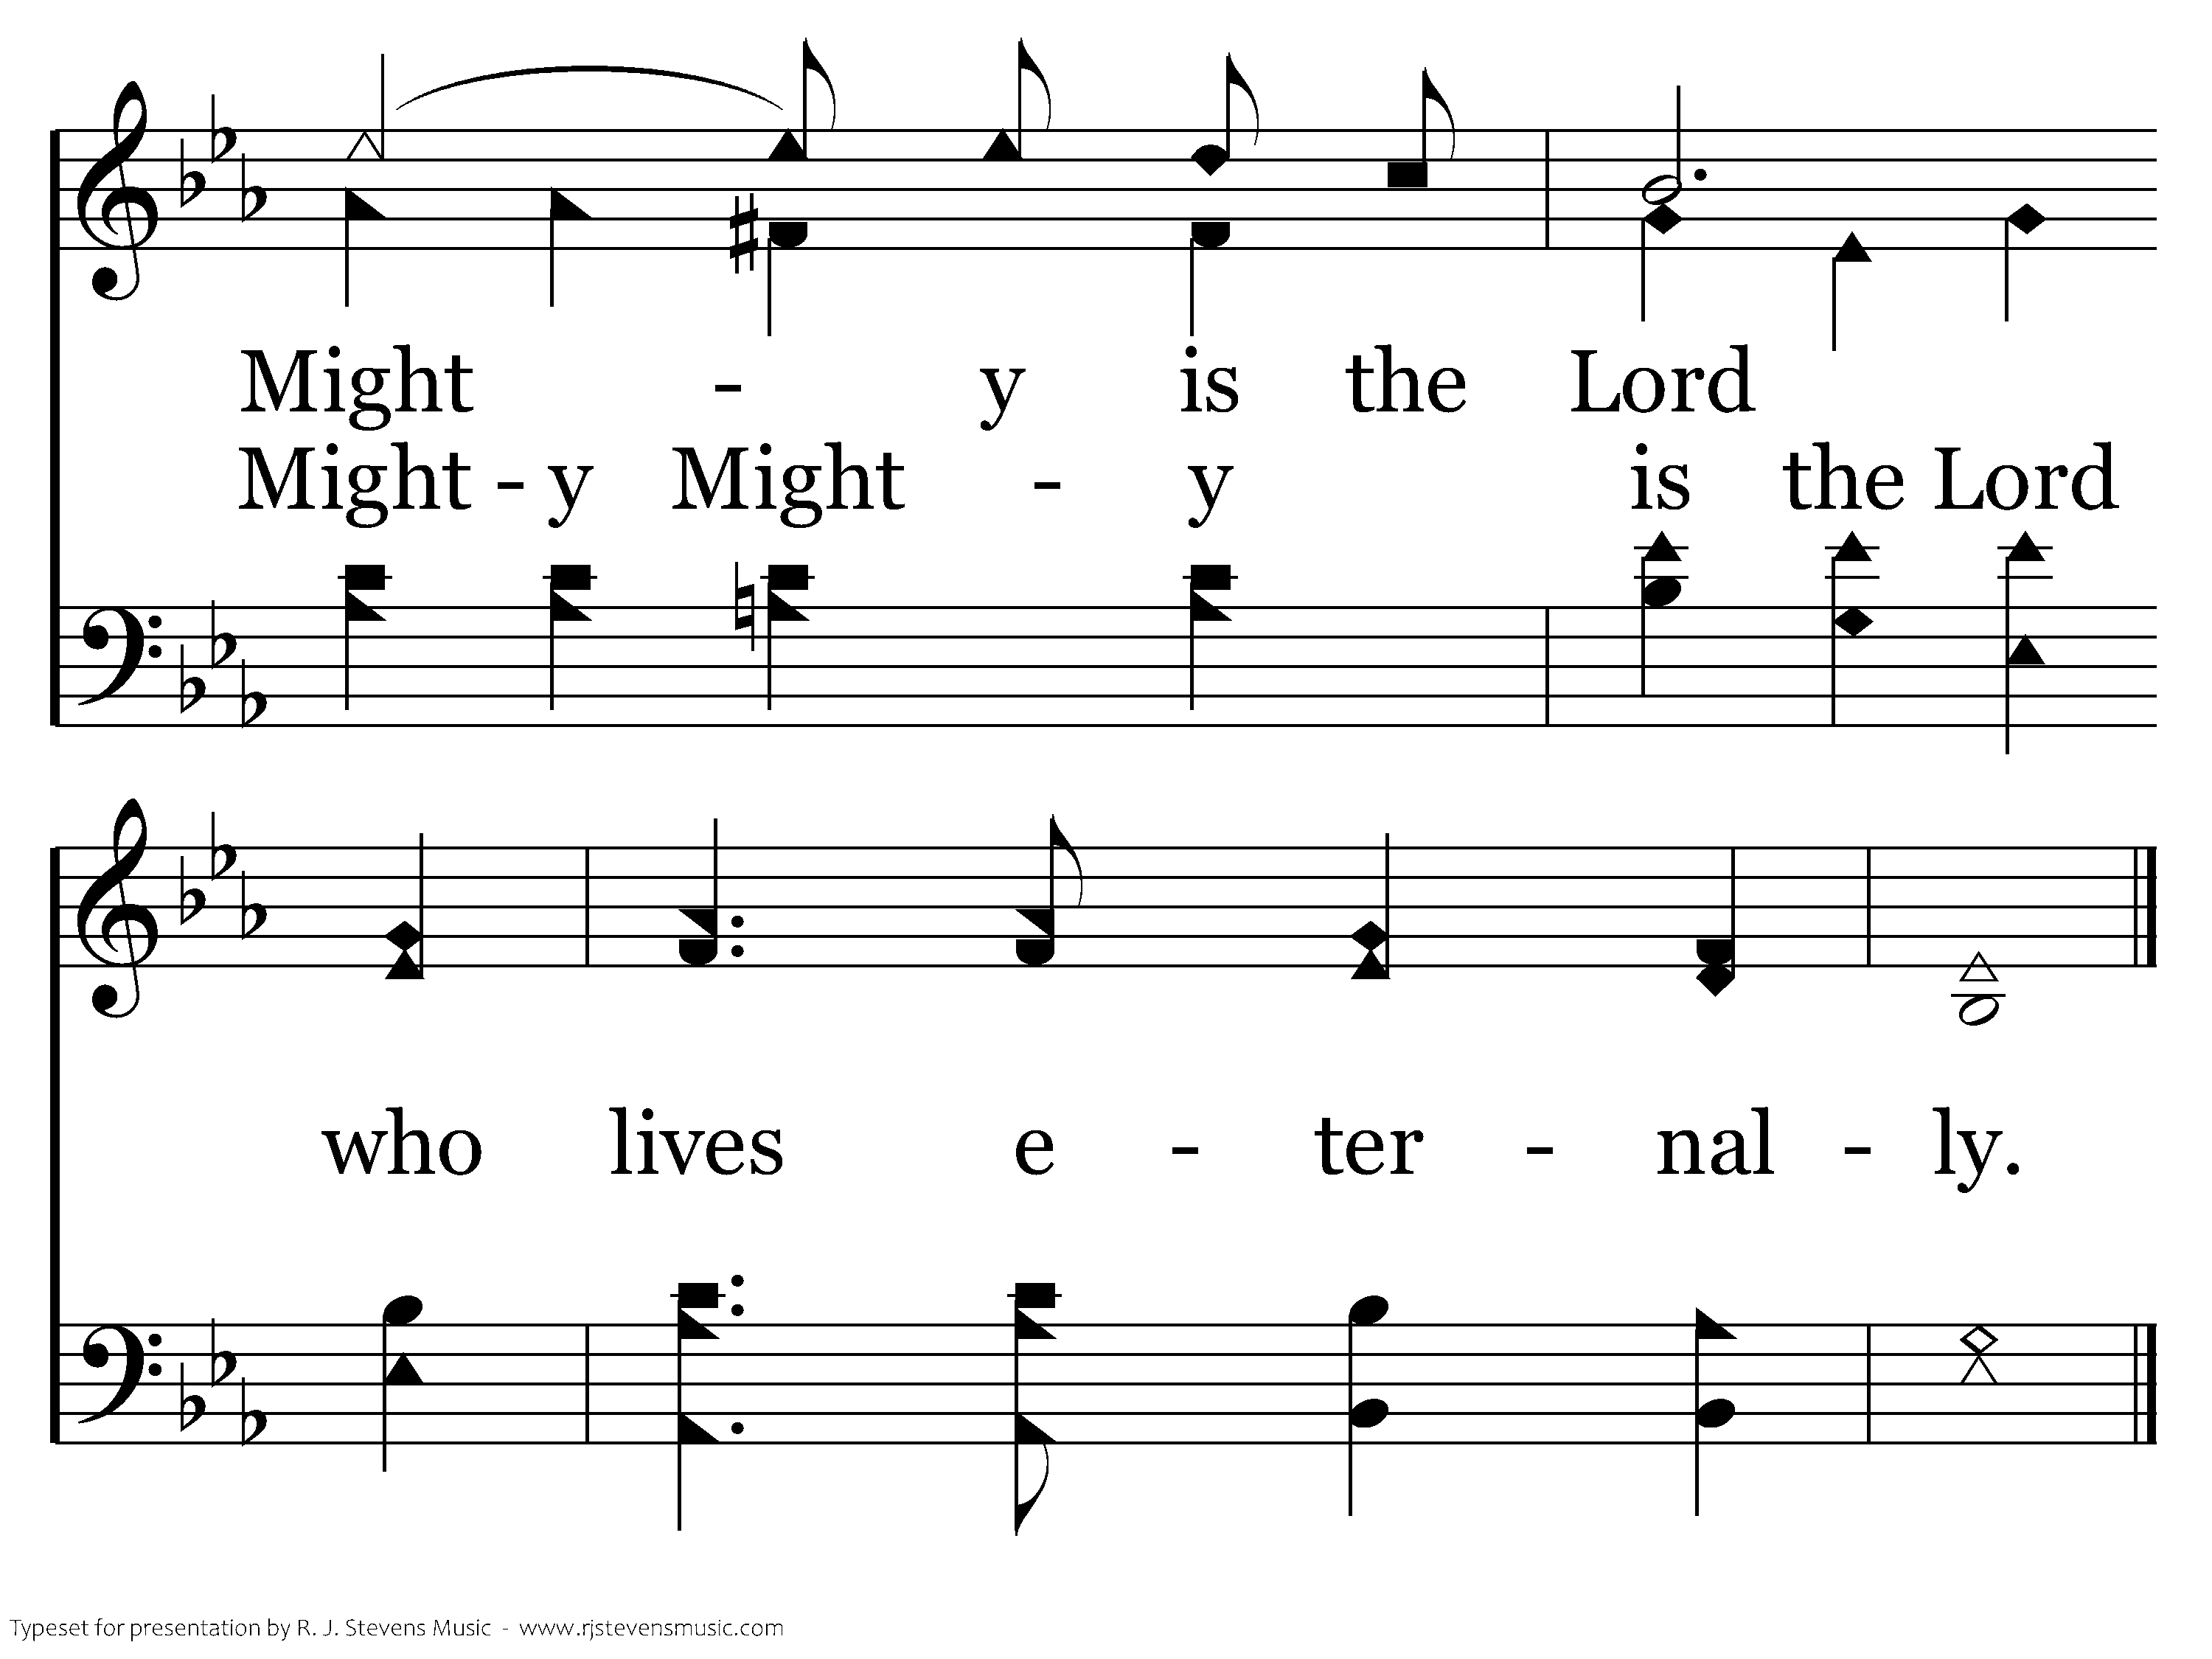 Might - y is the Lord
Might - y Might - y is the Lord
who lives e - ter - nal - ly.
Typeset for presentation by R. J. Stevens Music - www.rjstevensmusic.com